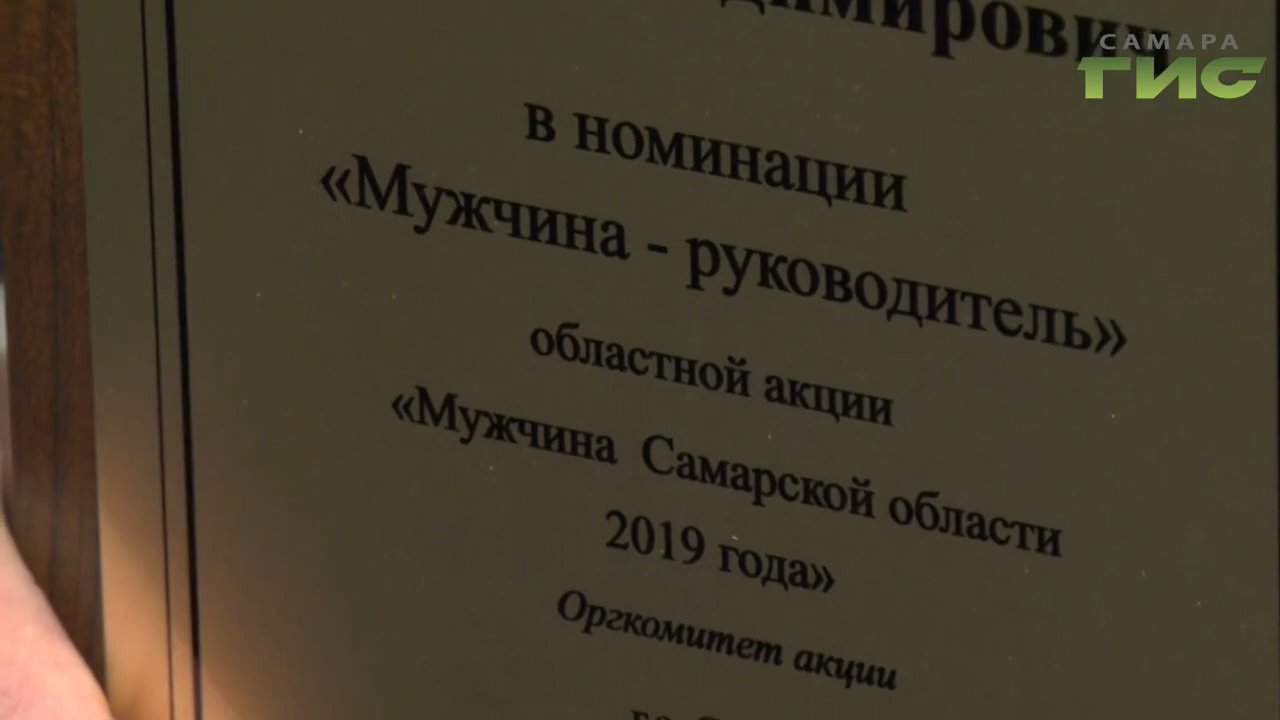 САМАРА
ГИС
в номинации
«Мужчина - руководитель»
областной акции
«Мужчина Самарской области
2019 года»
Оргкомитет акции